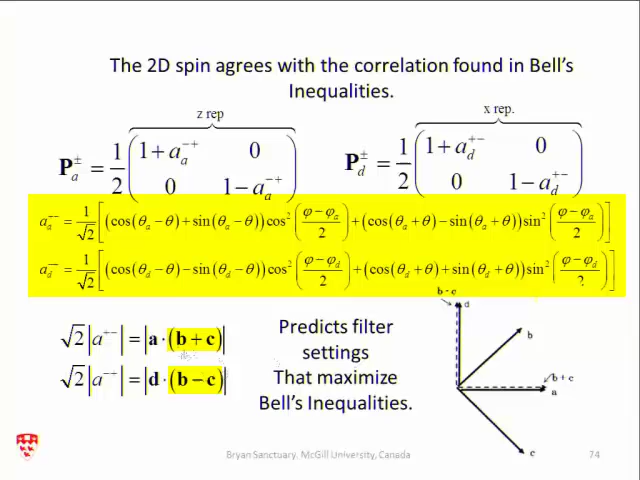 The 2D spin agrees with the correlation found in Bell's
Inequalities.
z rep
x rep.
P_a^± = 1/2 ( 1 + a_a^{-+} 0 ; 0 1 − a_a^{-+} )
P_d^± = 1/2 ( 1 + a_d^{+-} 0 ; 0 1 − a_d^{+-} )
= 1/√2 [ (cos(θ_a − θ) + sin(θ_a − θ)) cos² ( φ − φ_a / 2 ) + (cos(θ_a + θ) − sin(θ_a + θ)) sin² ( φ − φ_a / 2 ) ]
= 1/√2 [ (cos(θ_d − θ) − sin(θ_d − θ)) cos² ( φ − φ_d / 2 ) + (cos(θ_d + θ) + sin(θ_d + θ)) sin² ( φ − φ_d / 2 ) ]
√2 |a^{+-}| = |a · (b + c)|
√2 |a^{-+}| = |d · (b − c)|
Predicts filter
settings
That maximize
Bell's Inequalities.
b - c
d
b
b + c
a
c
Bryan Sanctuary. McGill University, Canada
74